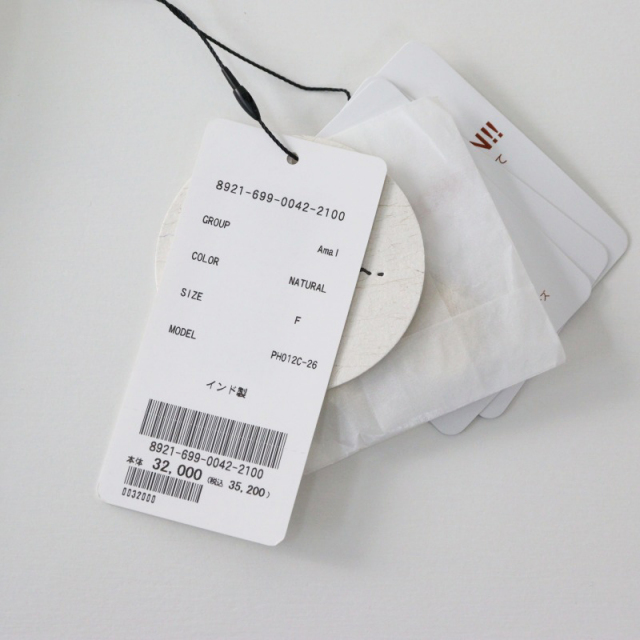 8921-699-0042-2100
GROUP Amal
COLOR NATURAL
SIZE F
MODEL PH012C-26
インド製
8921-699-0042-2100
本体 32,000 (税込 35,200)
0032000
!!
て